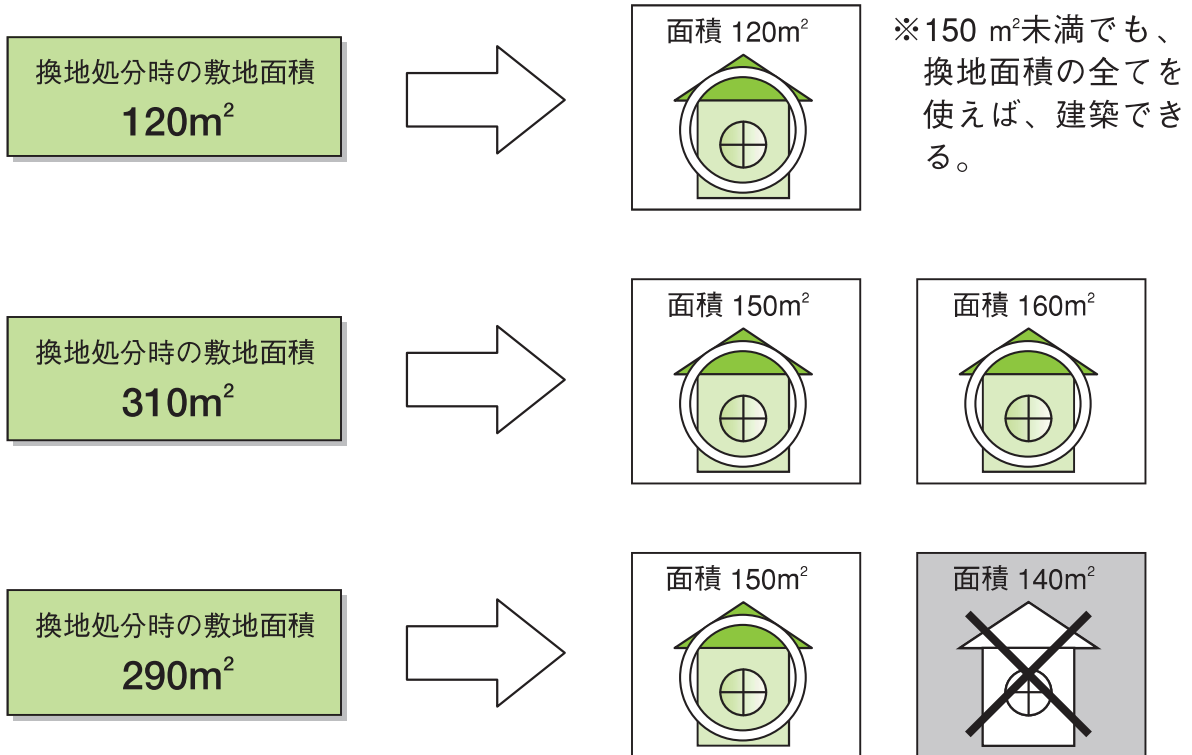 換地処分時の敷地面積
120m²
面積 120m²
※150 m²未満でも、
換地面積の全てを
使えば、建築でき
る。
換地処分時の敷地面積
310m²
面積 150m²
面積 160m²
換地処分時の敷地面積
290m²
面積 150m²
面積 140m²